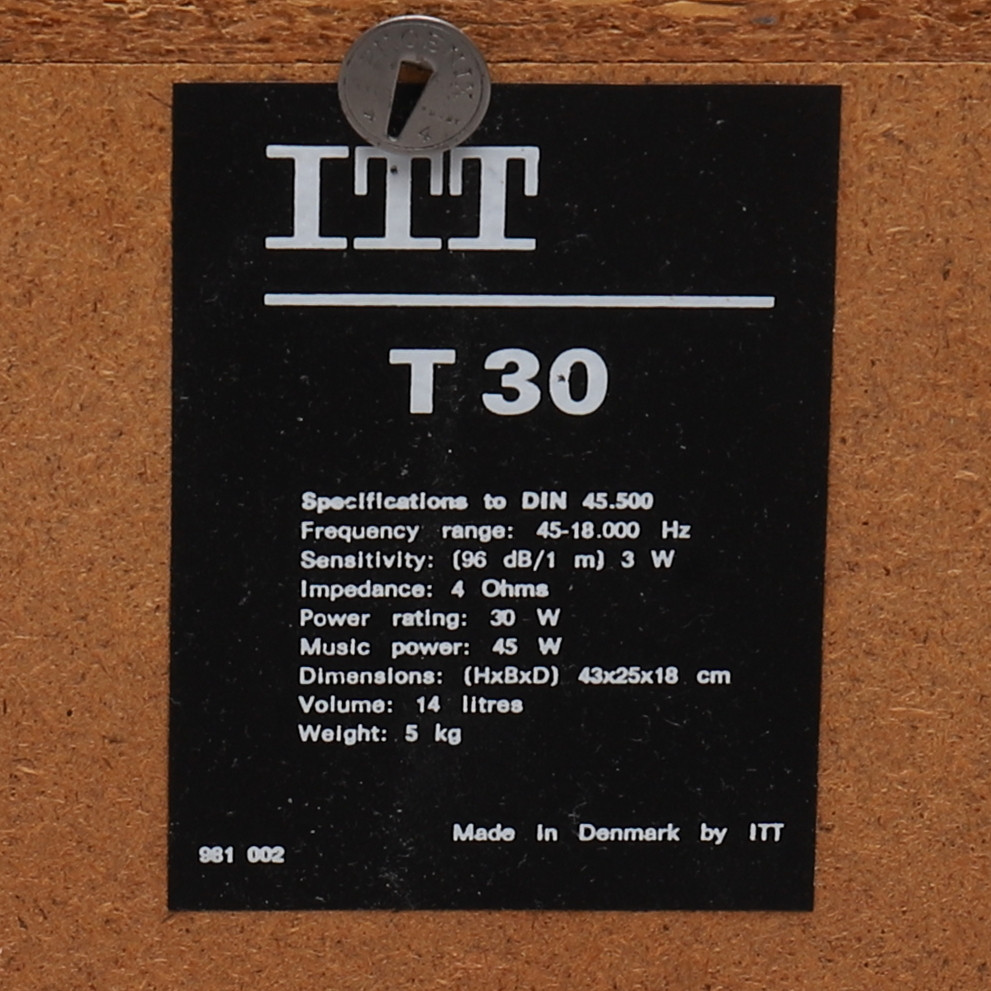 ITT
T 30
Specifications to DIN 45.500
Frequency range: 45-18.000 Hz
Sensitivity: (96 dB/1 m) 3 W
Impedance: 4 Ohms
Power rating: 30 W
Music power: 45 W
Dimensions: (HxBxD) 43x25x18 cm
Volume: 14 litres
Weight: 5 kg
Made in Denmark by ITT
981 002